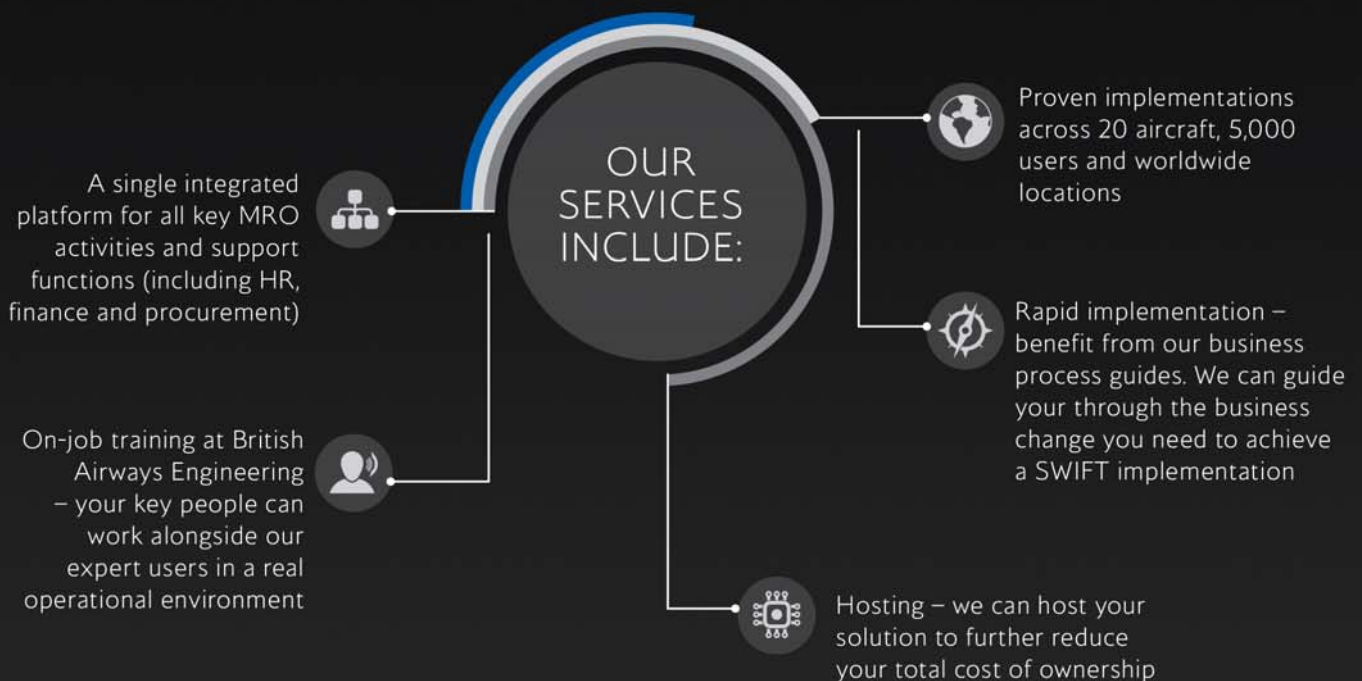 OUR
SERVICES
INCLUDE:
A single integrated
platform for all key MRO
activities and support
functions (including HR,
finance and procurement)
On-job training at British
Airways Engineering
– your key people can
work alongside our
expert users in a real
operational environment
Proven implementations
across 20 aircraft, 5,000
users and worldwide
locations
Rapid implementation –
benefit from our business
process guides. We can guide
your through the business
change you need to achieve
a SWIFT implementation
Hosting – we can host your
solution to further reduce
your total cost of ownership